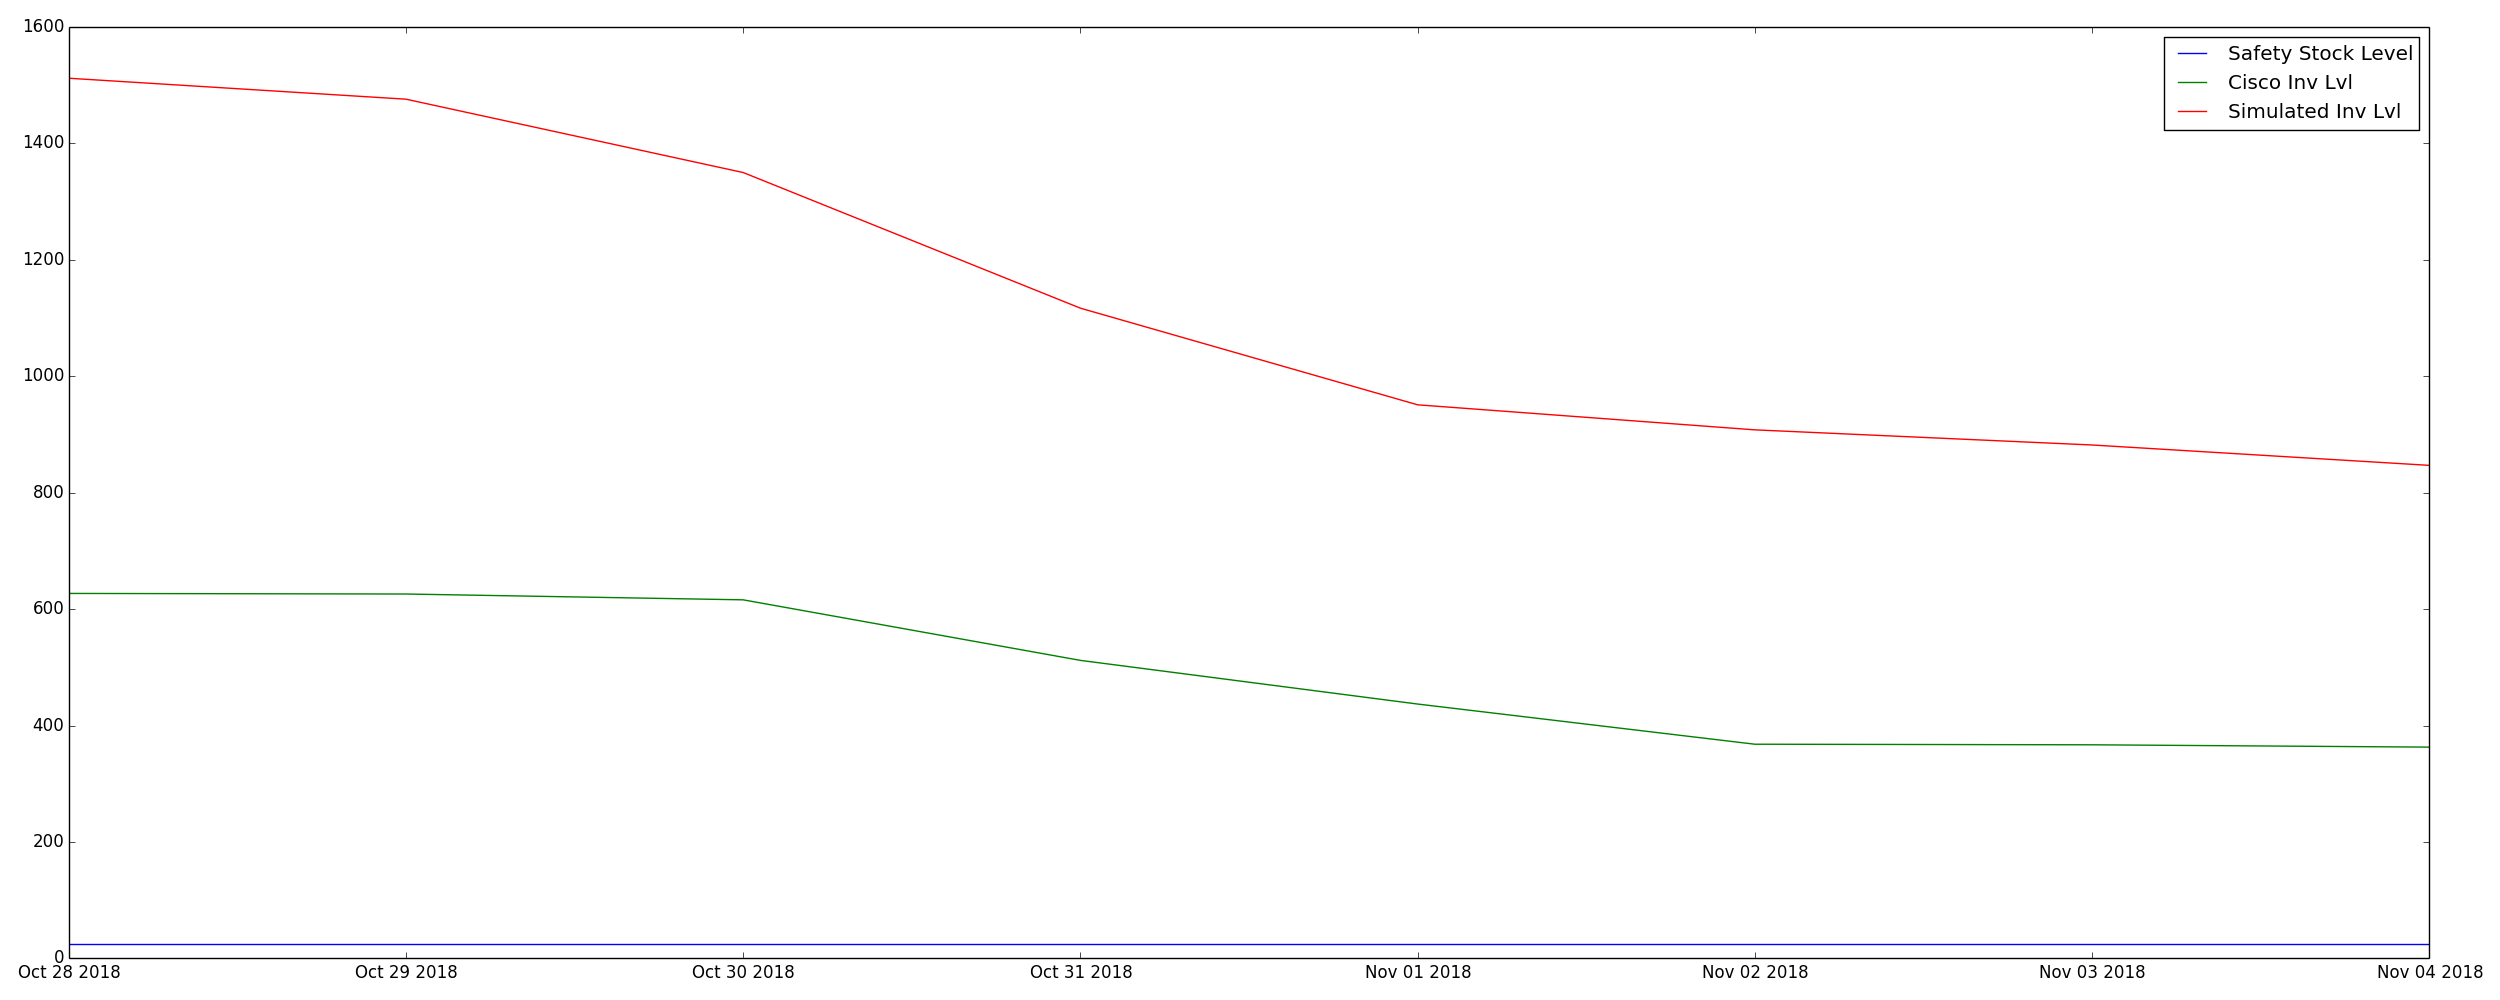 1600
1400
1200
1000
800
600
400
200
0
Safety Stock Level
Cisco Inv Lvl
Simulated Inv Lvl
Oct 28 2018
Oct 29 2018
Oct 30 2018
Oct 31 2018
Nov 01 2018
Nov 02 2018
Nov 03 2018
Nov 04 2018